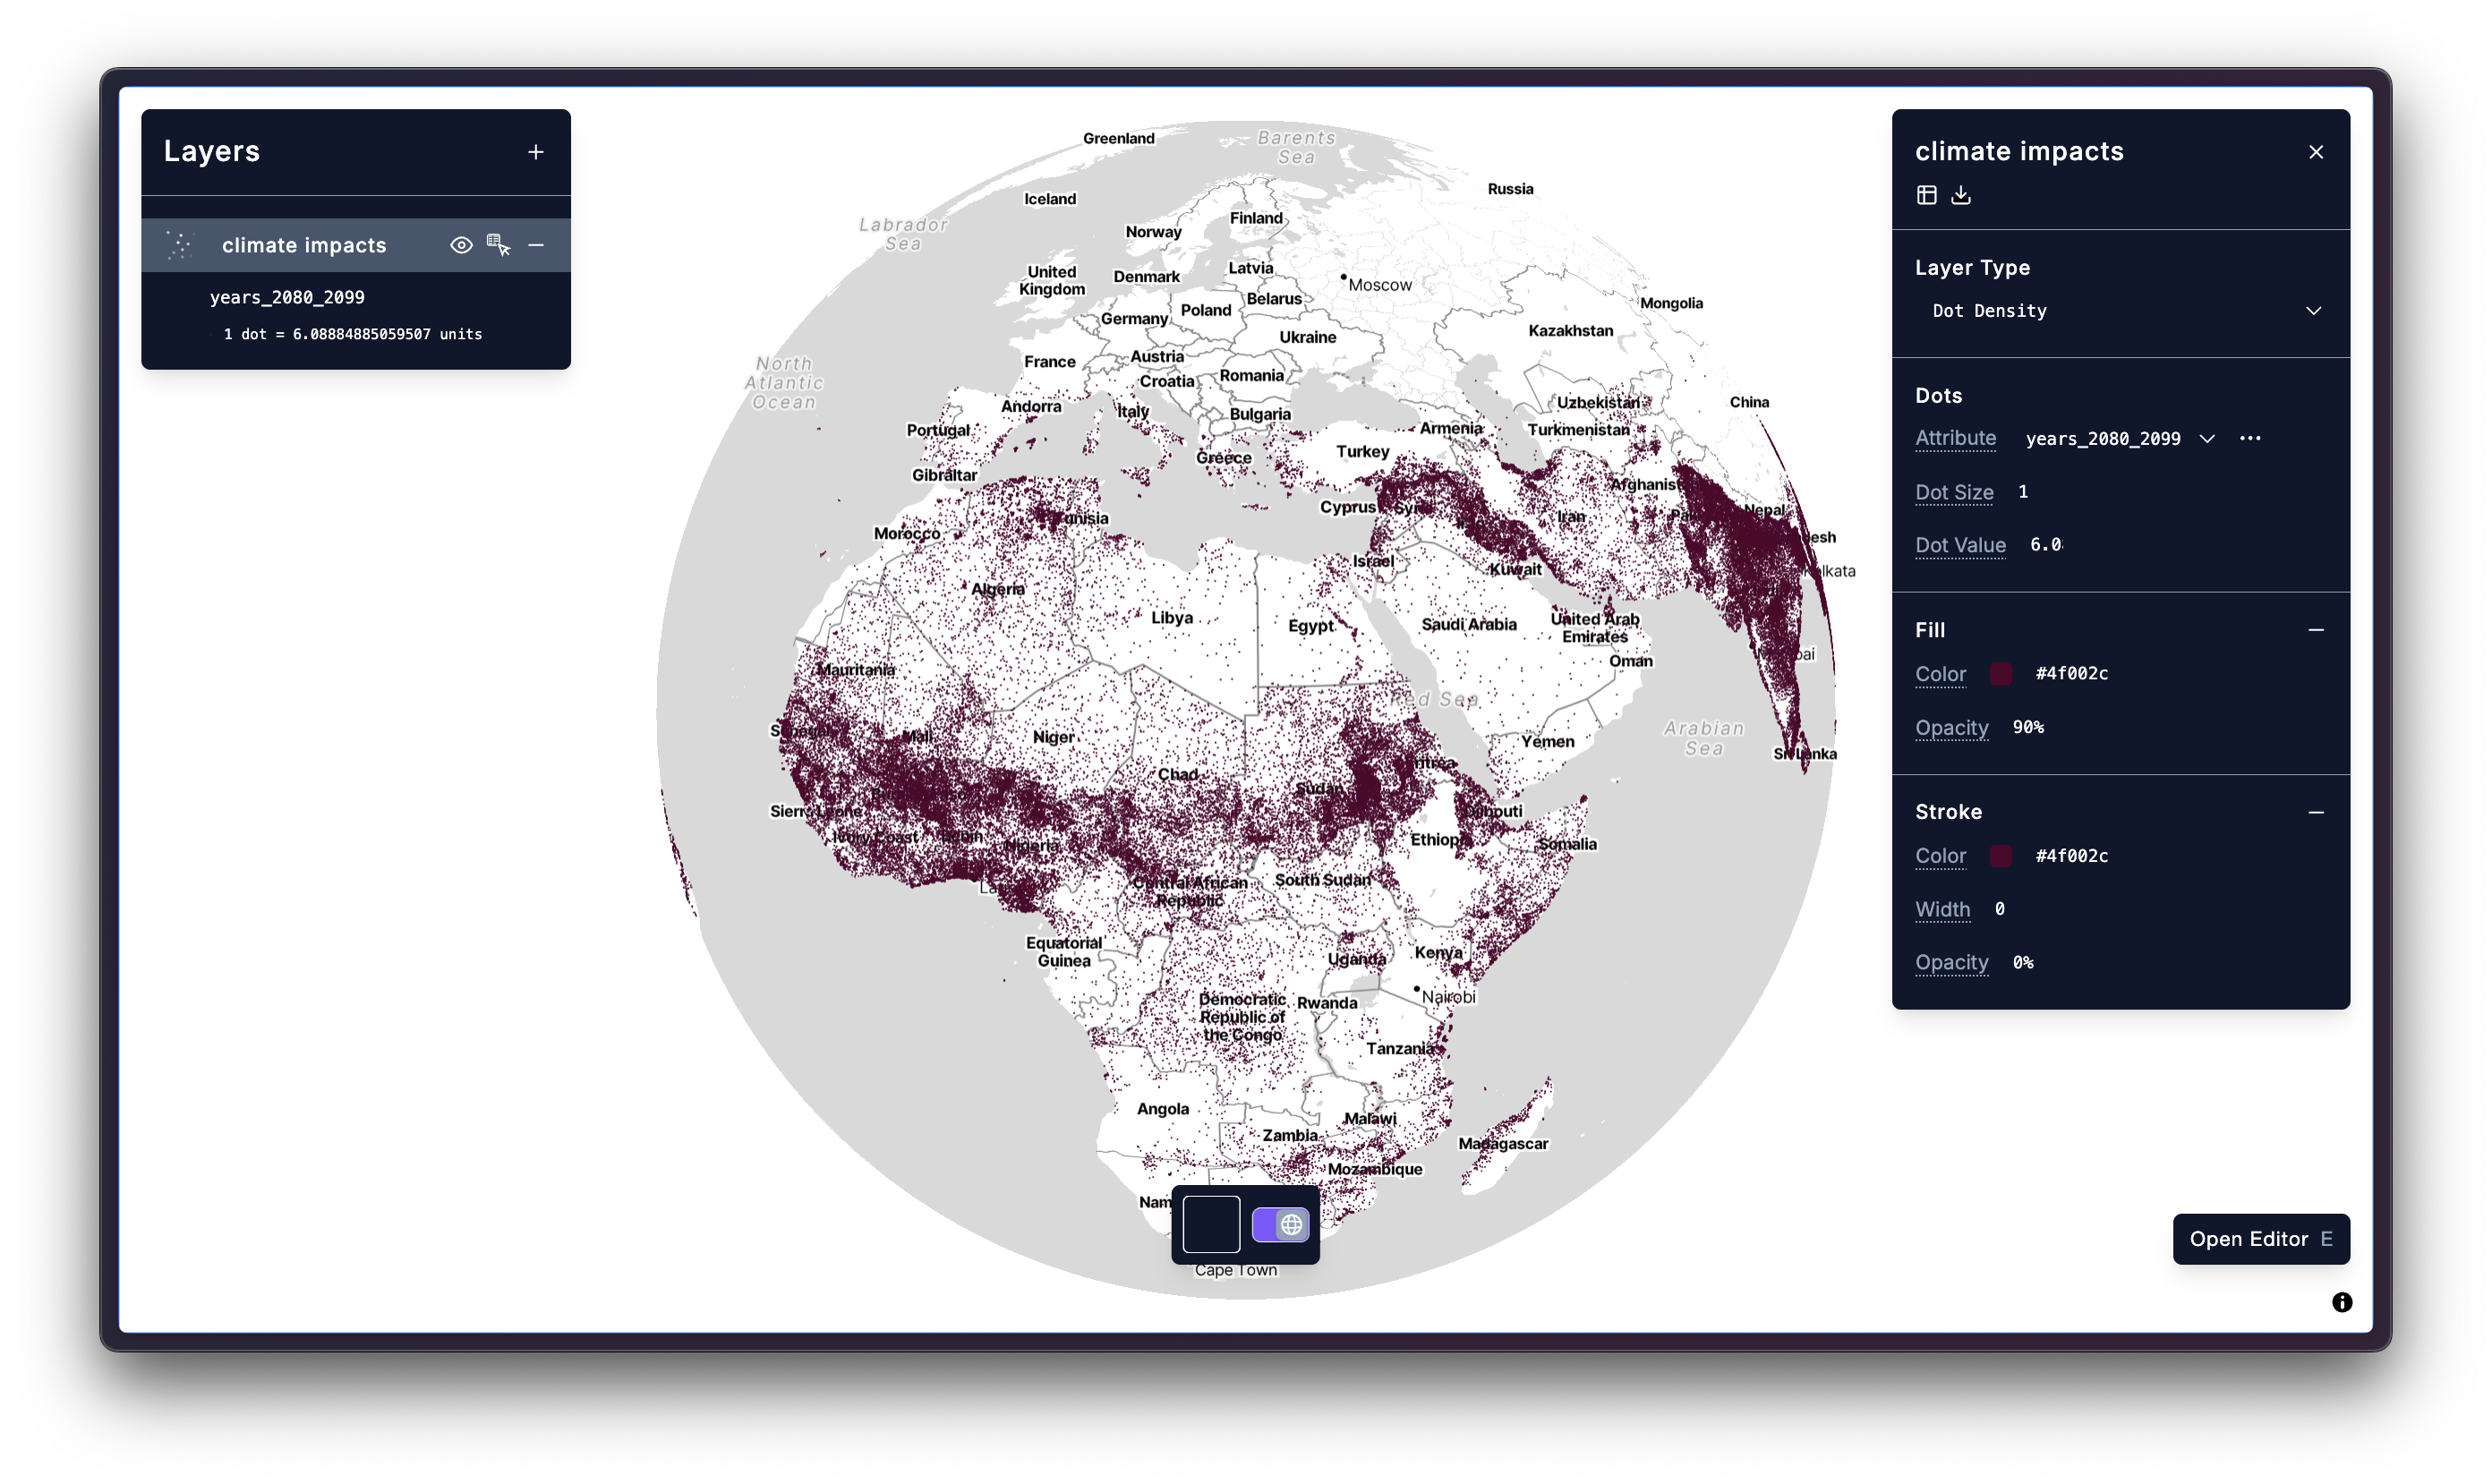 Layers
climate impacts
years_2080_2099
1 dot = 6.08884885059507 units
Greenland
Barents
Sea
Iceland
Russia
Labrador
Sea
Finland
Norway
Latvia
United
Kingdom
Denmark
Moscow
Belarus
Mongolia
Poland
Germany
Kazakhstan
Ukraine
Austria
France
North
Atlantic
Ocean
Croatia
Romania
Uzbekistan
China
Andorra
Italy
Bulgaria
Portugal
Armenia
Turkmenistan
Turkey
Greece
Gibraltar
Cyprus
Iran
Nepal
Morocco
Israel
Kuwait
Algeria
Libya
Egypt
Saudi Arabia
United Arab
Emirates
Oman
Mauritania
Red Sea
Arabian
Sea
Mali
Niger
Yemen
Sri Lanka
Chad
Sudan
Djibouti
Ivory Coast
Benin
Nigeria
Somalia
Central African
Republic
South Sudan
Equatorial
Guinea
Uganda
Kenya
Nairobi
Democratic
Republic of
the Congo
Rwanda
Tanzania
Angola
Malawi
Zambia
Madagascar
Mozambique
Nam
Cape Town
climate impacts
Layer Type
Dot Density
Dots
Attribute years_2080_2099
Dot Size 1
Dot Value 6.0
Fill
Color #4f002c
Opacity 90%
Stroke
Color #4f002c
Width 0
Opacity 0%
Open Editor E